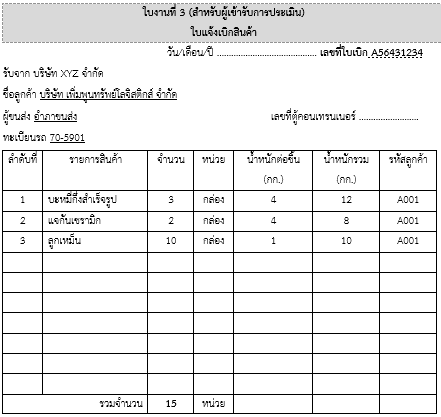 ใบงานที่ 3 (สำหรับผู้เข้ารับการประเมิน)
ใบแจ้งเบิกสินค้า
วัน/เดือน/ปี ........................................ เลขที่ใบเบิก A56431234
รับจาก บริษัท XYZ จำกัด
ชื่อลูกค้า บริษัท เพิ่มพูนทรัพย์โลจิสติกส์ จำกัด
ผู้ขนส่ง อำภาขนส่ง เลขที่ตู้คอนเทรนเนอร์ ........................
ทะเบียนรถ 70-5901
ลำดับที่ รายการสินค้า จำนวน หน่วย น้ำหนักต่อชิ้น (กก.) น้ำหนักรวม (กก.) รหัสลูกค้า
1 บะหมี่กึ่งสำเร็จรูป 3 กล่อง 4 12 A001
2 แจกันเซรามิก 2 กล่อง 4 8 A001
3 ลูกเหม็น 10 กล่อง 1 10 A001
รวมจำนวน 15 หน่วย